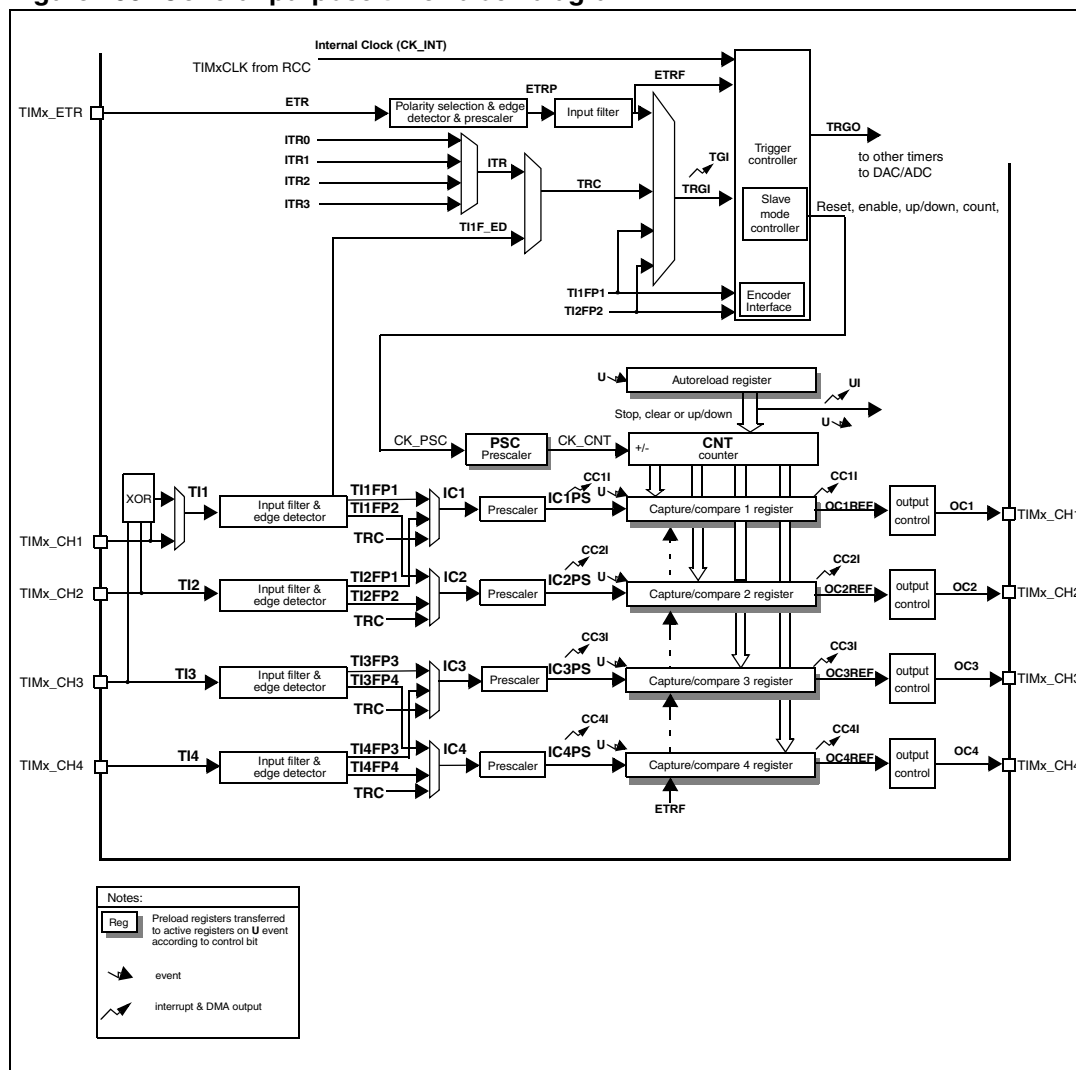 Internal Clock (CK_INT)
TIMxCLK from RCC
ETRF
TIMx_ETR
ETR
Polarity selection & edge
detector & prescaler
ETRP
Input filter
ITR0
ITR1
ITR2
ITR3
ITR
TRC
TI1F_ED
TGI
TRGI
Trigger
controller
TRGO
to other timers
to DAC/ADC
Slave
mode
controller
Reset, enable, up/down, count,
TI1FP1
TI2FP2
Encoder
Interface
U
Autoreload register
UI
U
Stop, clear or up/down
CK_PSC
PSC
Prescaler
CK_CNT
+/-
CNT
counter
XOR
TI1
TIMx_CH1
Input filter &
edge detector
TI1FP1
TI1FP2
TRC
IC1
Prescaler
IC1PS
CC1I
U
Capture/compare 1 register
CC1I
OC1REF
output
control
OC1
TIMx_CH1
TIMx_CH2
TI2
Input filter &
edge detector
TI2FP1
TI2FP2
TRC
IC2
Prescaler
IC2PS
CC2I
U
Capture/compare 2 register
CC2I
OC2REF
output
control
OC2
TIMx_CH2
TIMx_CH3
TI3
Input filter &
edge detector
TI3FP3
TI3FP4
TRC
IC3
Prescaler
IC3PS
CC3I
U
Capture/compare 3 register
CC3I
OC3REF
output
control
OC3
TIMx_CH3
TIMx_CH4
TI4
Input filter &
edge detector
TI4FP3
TI4FP4
TRC
IC4
Prescaler
IC4PS
CC4I
U
Capture/compare 4 register
CC4I
OC4REF
output
control
OC4
TIMx_CH4
ETRF
Notes:
Reg
Preload registers transferred
to active registers on U event
according to control bit
event
interrupt & DMA output